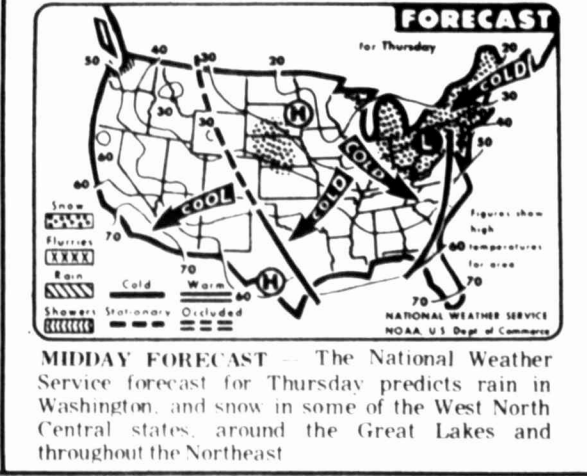 FORECAST
for Thursday
20
COLD
30
40
50
50
40
30
20
H
30
30
60
60
L
COLD
COLD
COOL
70
70
60
H
60
70
70
Snow
Flurries
Rain
Showers
Cold
Warm
Stationary
Occluded
Figures show
high
temperatures
for area
NATIONAL WEATHER SERVICE
NOAA, U S Dept of Commerce
MIDDAY FORECAST — The National Weather
Service forecast for Thursday predicts rain in
Washington, and snow in some of the West North
Central states, around the Great Lakes and
throughout the Northeast